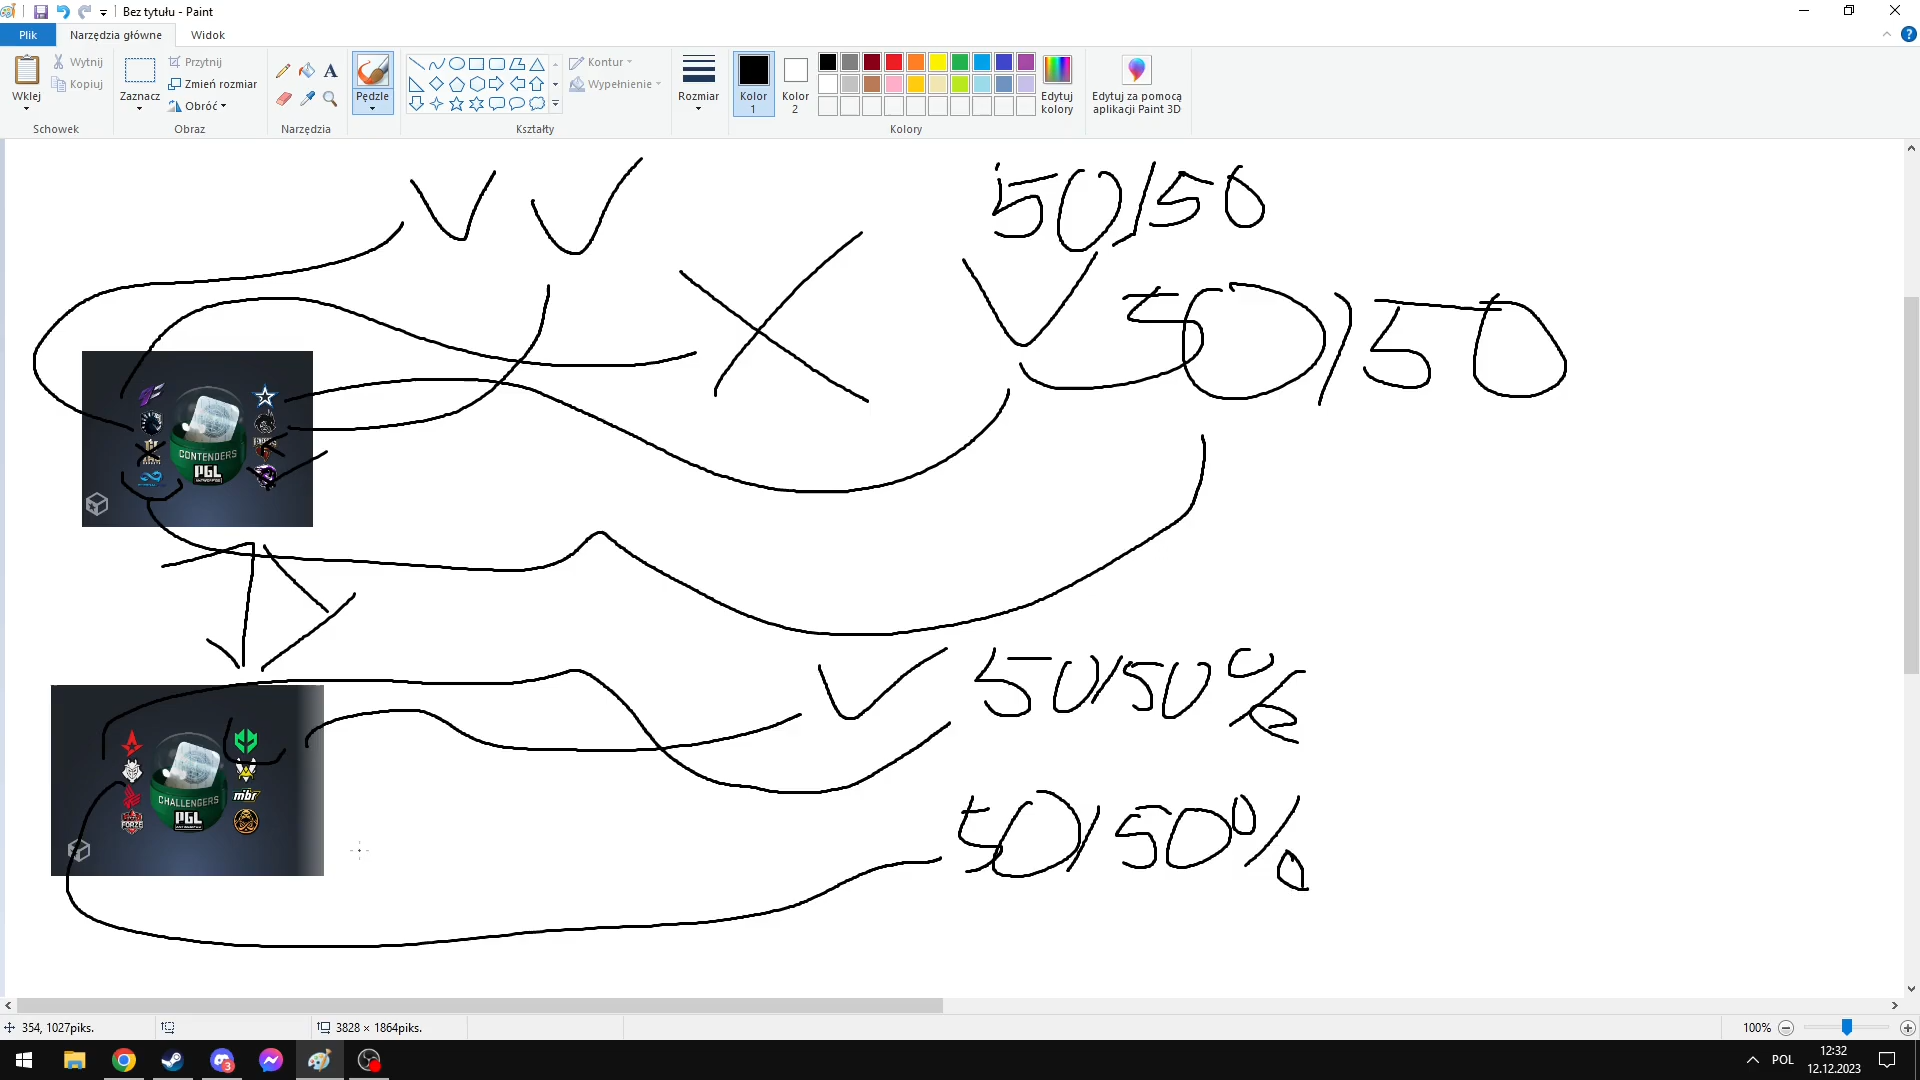 Bez tytułu - Paint
Plik Narzędzia główne Widok
Wklej Wytnij Kopiuj
Zaznacz Przytnij Zmień rozmiar Obróć
A
Pędzle
Kontur Wypełnienie
Rozmiar
Kolor 1
Kolor 2
Edytuj kolory
Edytuj za pomocą aplikacji Paint 3D
Schowek Obraz Narzędzia Kształty Kolory
50/50
50/50
CONTENDERS
PGL
50/50%
CHALLENGERS
PGL
mibr
FORZE
50/50%
354, 1027piks. 3828 × 1864piks. 100%
3 POL 12:32
12.12.2023